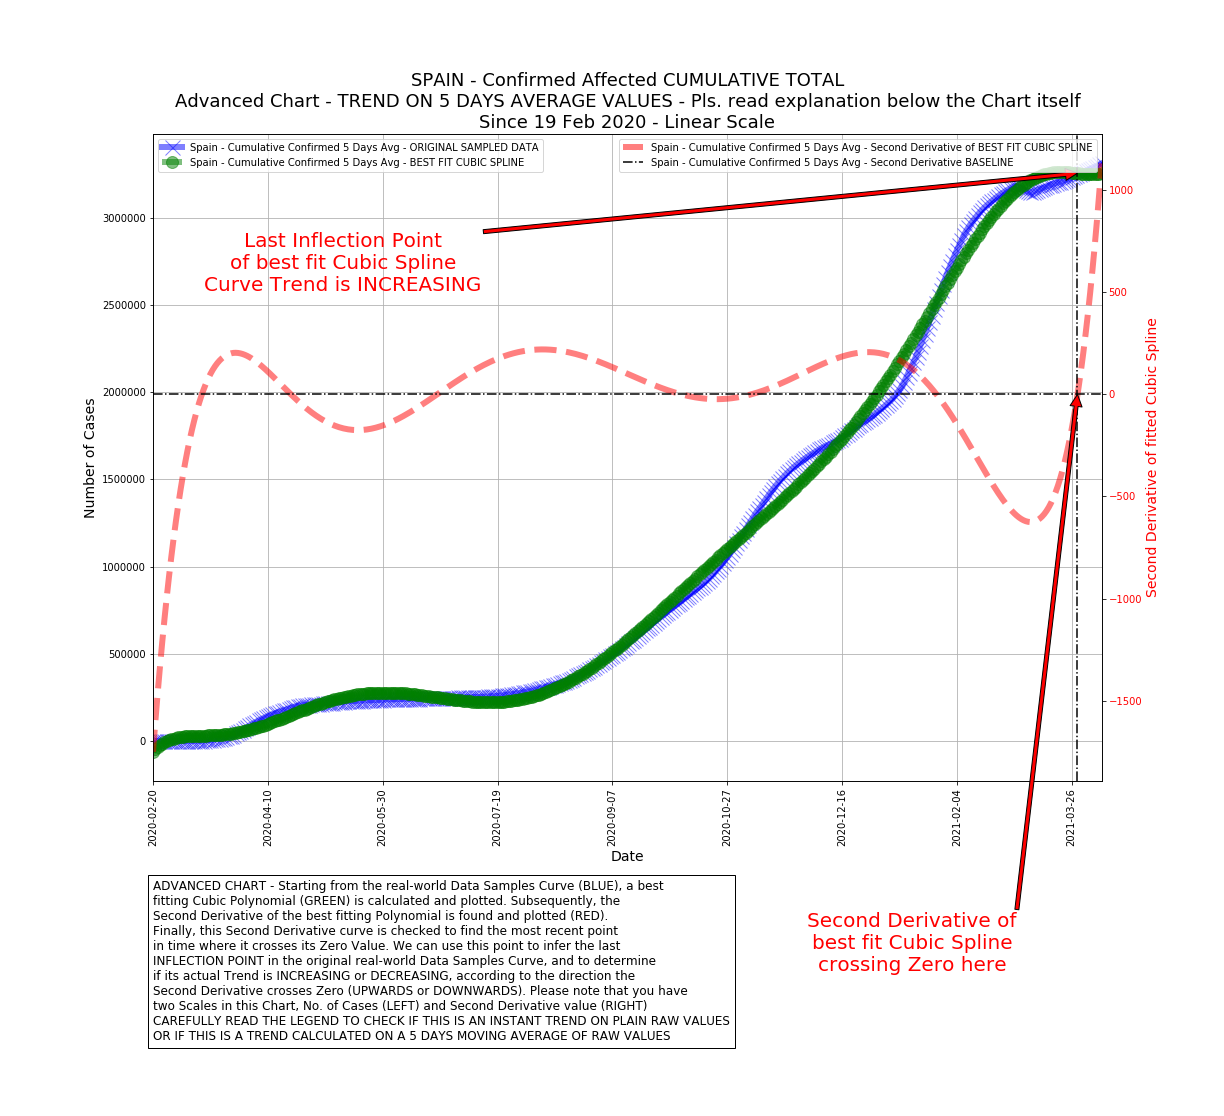 SPAIN - Confirmed Affected CUMULATIVE TOTAL
Advanced Chart - TREND ON 5 DAYS AVERAGE VALUES - Pls. read explanation below the Chart itself
Since 19 Feb 2020 - Linear Scale
Spain - Cumulative Confirmed 5 Days Avg - ORIGINAL SAMPLED DATA
Spain - Cumulative Confirmed 5 Days Avg - BEST FIT CUBIC SPLINE
Spain - Cumulative Confirmed 5 Days Avg - Second Derivative of BEST FIT CUBIC SPLINE
Spain - Cumulative Confirmed 5 Days Avg - Second Derivative BASELINE
Last Inflection Point
of best fit Cubic Spline
Curve Trend is INCREASING
Number of Cases
3000000
2500000
2000000
1500000
1000000
500000
0
1000
500
0
−500
−1000
−1500
Second Derivative of fitted Cubic Spline
2020-02-20
2020-04-10
2020-05-30
2020-07-19
2020-09-07
2020-10-27
2020-12-16
2021-02-04
2021-03-26
Date
ADVANCED CHART - Starting from the real-world Data Samples Curve (BLUE), a best
fitting Cubic Polynomial (GREEN) is calculated and plotted. Subsequently, the
Second Derivative of the best fitting Polynomial is found and plotted (RED).
Finally, this Second Derivative curve is checked to find the most recent point
in time where it crosses its Zero Value. We can use this point to infer the last
INFLECTION POINT in the original real-world Data Samples Curve, and to determine
if its actual Trend is INCREASING or DECREASING, according to the direction the
Second Derivative crosses Zero (UPWARDS or DOWNWARDS). Please note that you have
two Scales in this Chart, No. of Cases (LEFT) and Second Derivative value (RIGHT)
CAREFULLY READ THE LEGEND TO CHECK IF THIS IS AN INSTANT TREND ON PLAIN RAW VALUES
OR IF THIS IS A TREND CALCULATED ON A 5 DAYS MOVING AVERAGE OF RAW VALUES
Second Derivative of
best fit Cubic Spline
crossing Zero here